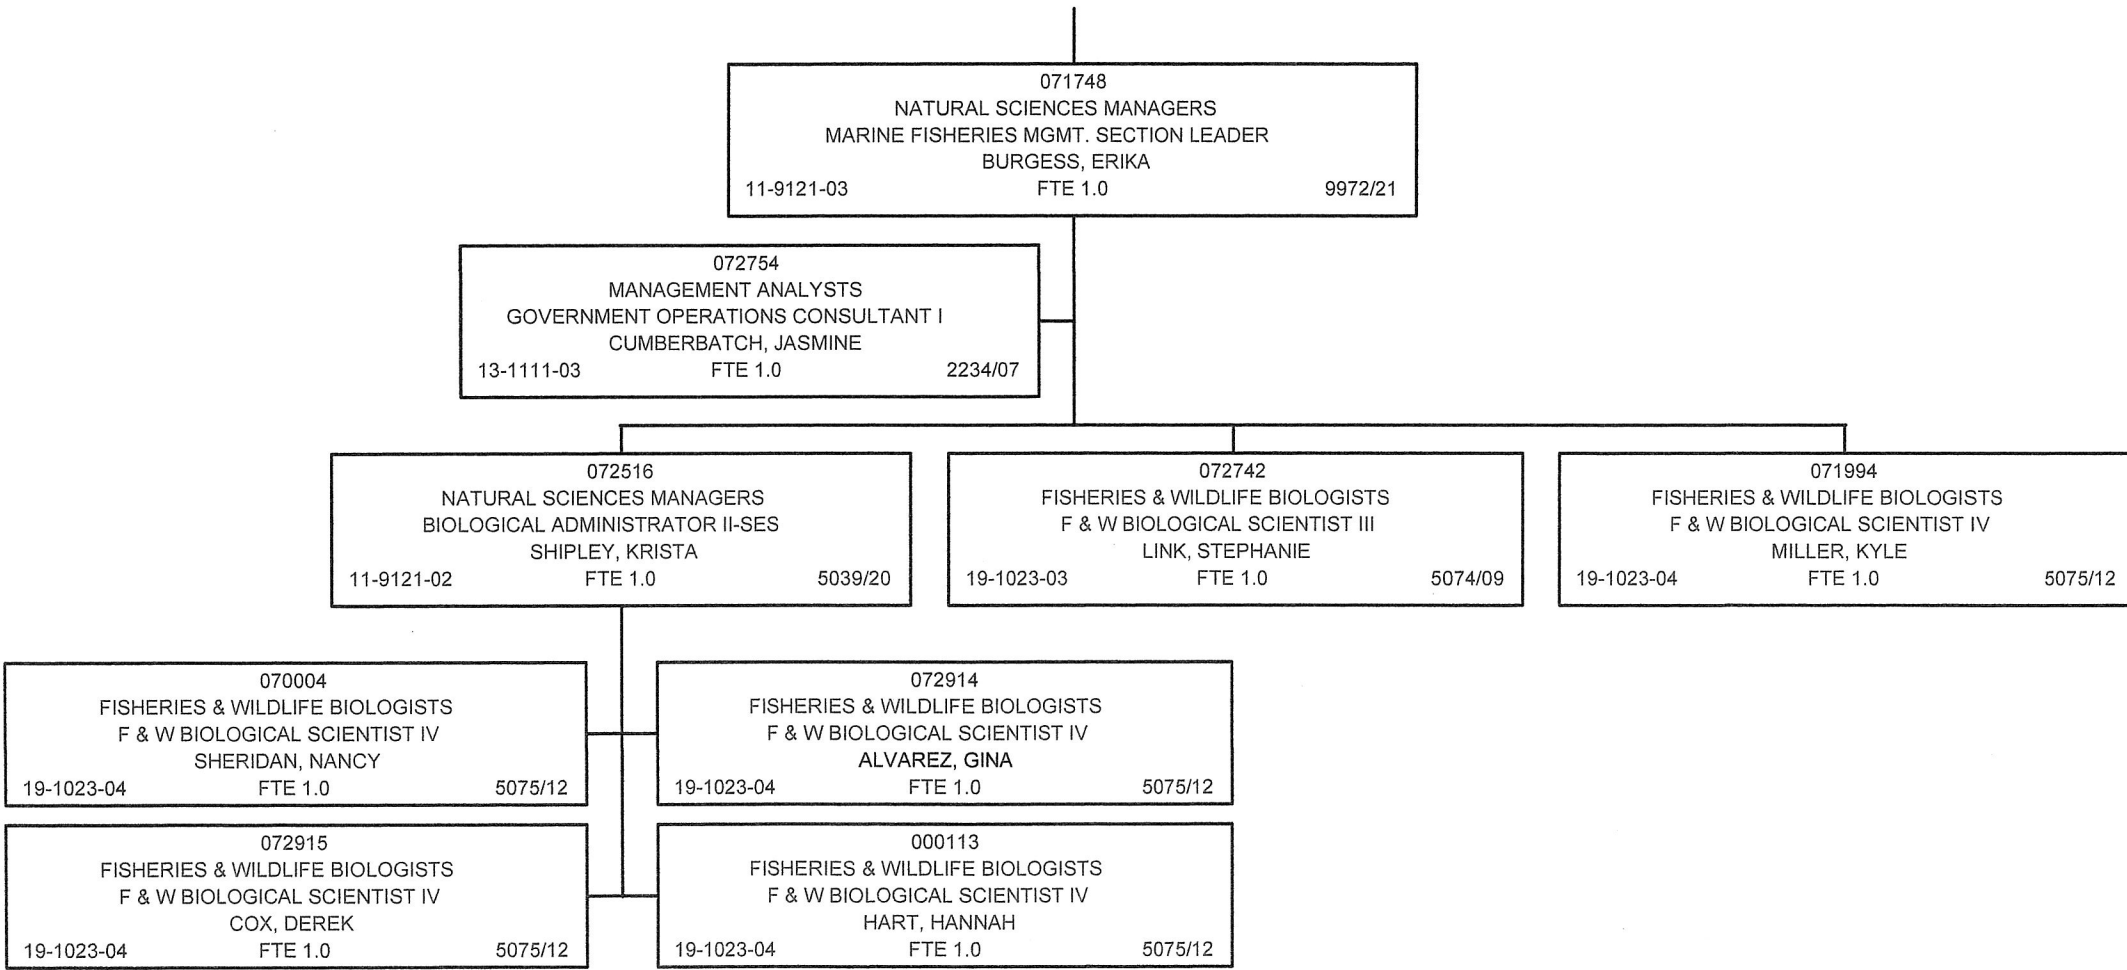 071748
NATURAL SCIENCES MANAGERS
MARINE FISHERIES MGMT. SECTION LEADER
BURGESS, ERIKA
11-9121-03 FTE 1.0 9972/21
072754
MANAGEMENT ANALYSTS
GOVERNMENT OPERATIONS CONSULTANT I
CUMBERBATCH, JASMINE
13-1111-03 FTE 1.0 2234/07
072516
NATURAL SCIENCES MANAGERS
BIOLOGICAL ADMINISTRATOR II-SES
SHIPLEY, KRISTA
11-9121-02 FTE 1.0 5039/20
072742
FISHERIES & WILDLIFE BIOLOGISTS
F & W BIOLOGICAL SCIENTIST III
LINK, STEPHANIE
19-1023-03 FTE 1.0 5074/09
071994
FISHERIES & WILDLIFE BIOLOGISTS
F & W BIOLOGICAL SCIENTIST IV
MILLER, KYLE
19-1023-04 FTE 1.0 5075/12
070004
FISHERIES & WILDLIFE BIOLOGISTS
F & W BIOLOGICAL SCIENTIST IV
SHERIDAN, NANCY
19-1023-04 FTE 1.0 5075/12
072914
FISHERIES & WILDLIFE BIOLOGISTS
F & W BIOLOGICAL SCIENTIST IV
ALVAREZ, GINA
19-1023-04 FTE 1.0 5075/12
072915
FISHERIES & WILDLIFE BIOLOGISTS
F & W BIOLOGICAL SCIENTIST IV
COX, DEREK
19-1023-04 FTE 1.0 5075/12
000113
FISHERIES & WILDLIFE BIOLOGISTS
F & W BIOLOGICAL SCIENTIST IV
HART, HANNAH
19-1023-04 FTE 1.0 5075/12